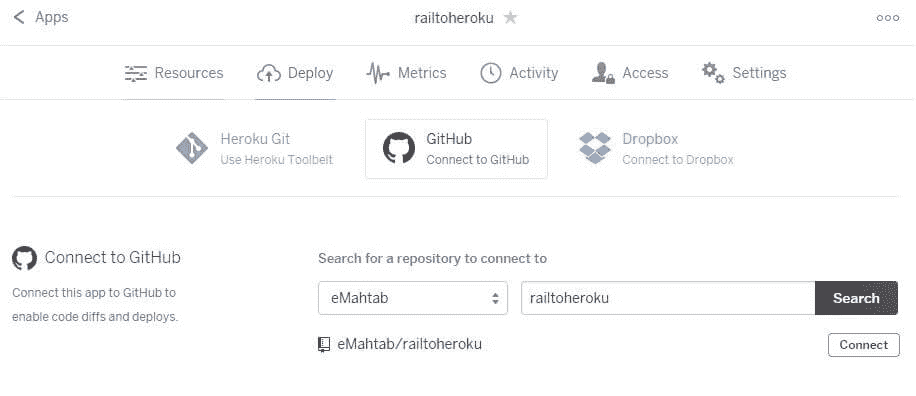 Apps
railtoheroku
Resources
Deploy
Metrics
Activity
Access
Settings
Heroku Git
Use Heroku Toolbelt
GitHub
Connect to GitHub
Dropbox
Connect to Dropbox
Connect to GitHub
Connect this app to GitHub to
enable code diffs and deploys.
Search for a repository to connect to
eMahtab
railtoheroku
Search
eMahtab/railtoheroku
Connect